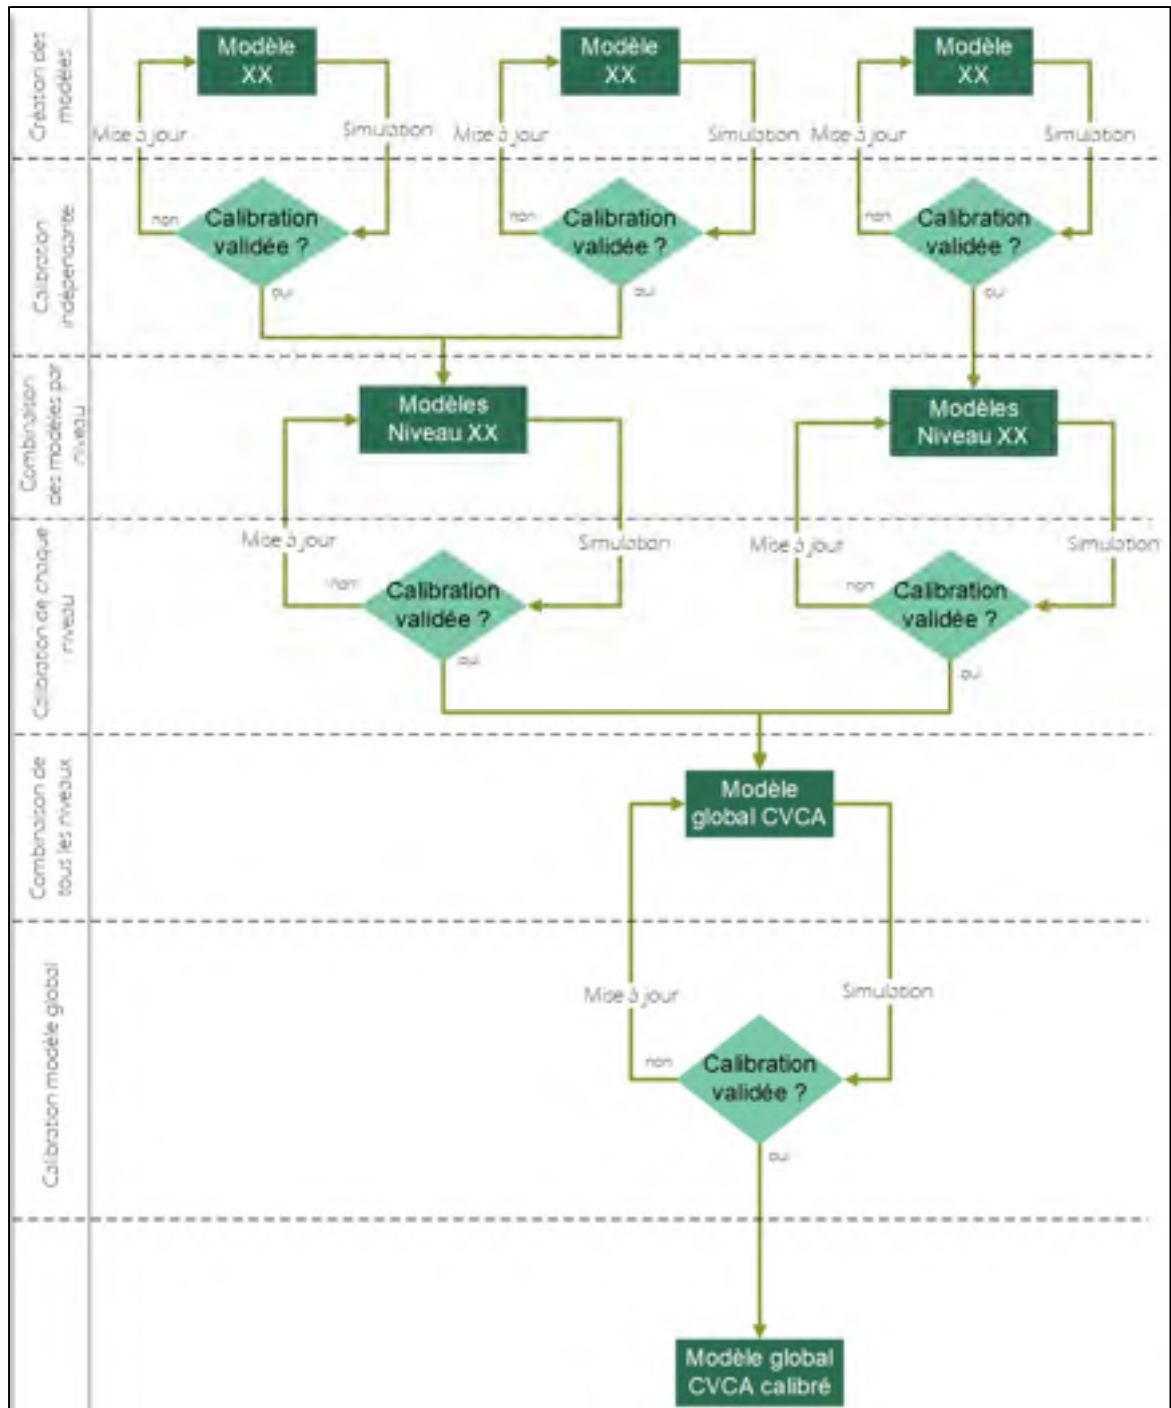 Création des
modèles
Modèle
XX
Modèle
XX
Modèle
XX
Mise à jour
Simulation
Mise à jour
Simulation
Mise à jour
Simulation
Calibration
indépendante
non
Calibration
validée ?
oui
non
Calibration
validée ?
oui
non
Calibration
validée ?
oui
Combinaison
des modèles par
niveau
Modèles
Niveau XX
Modèles
Niveau XX
Calibration de chaque
niveau
Mise à jour
Simulation
Mise à jour
Simulation
non
Calibration
validée ?
oui
non
Calibration
validée ?
oui
Combinaison de
tous les niveaux
Modèle
global CVCA
Calibration modèle global
Mise à jour
Simulation
non
Calibration
validée ?
oui
Modèle global
CVCA calibré